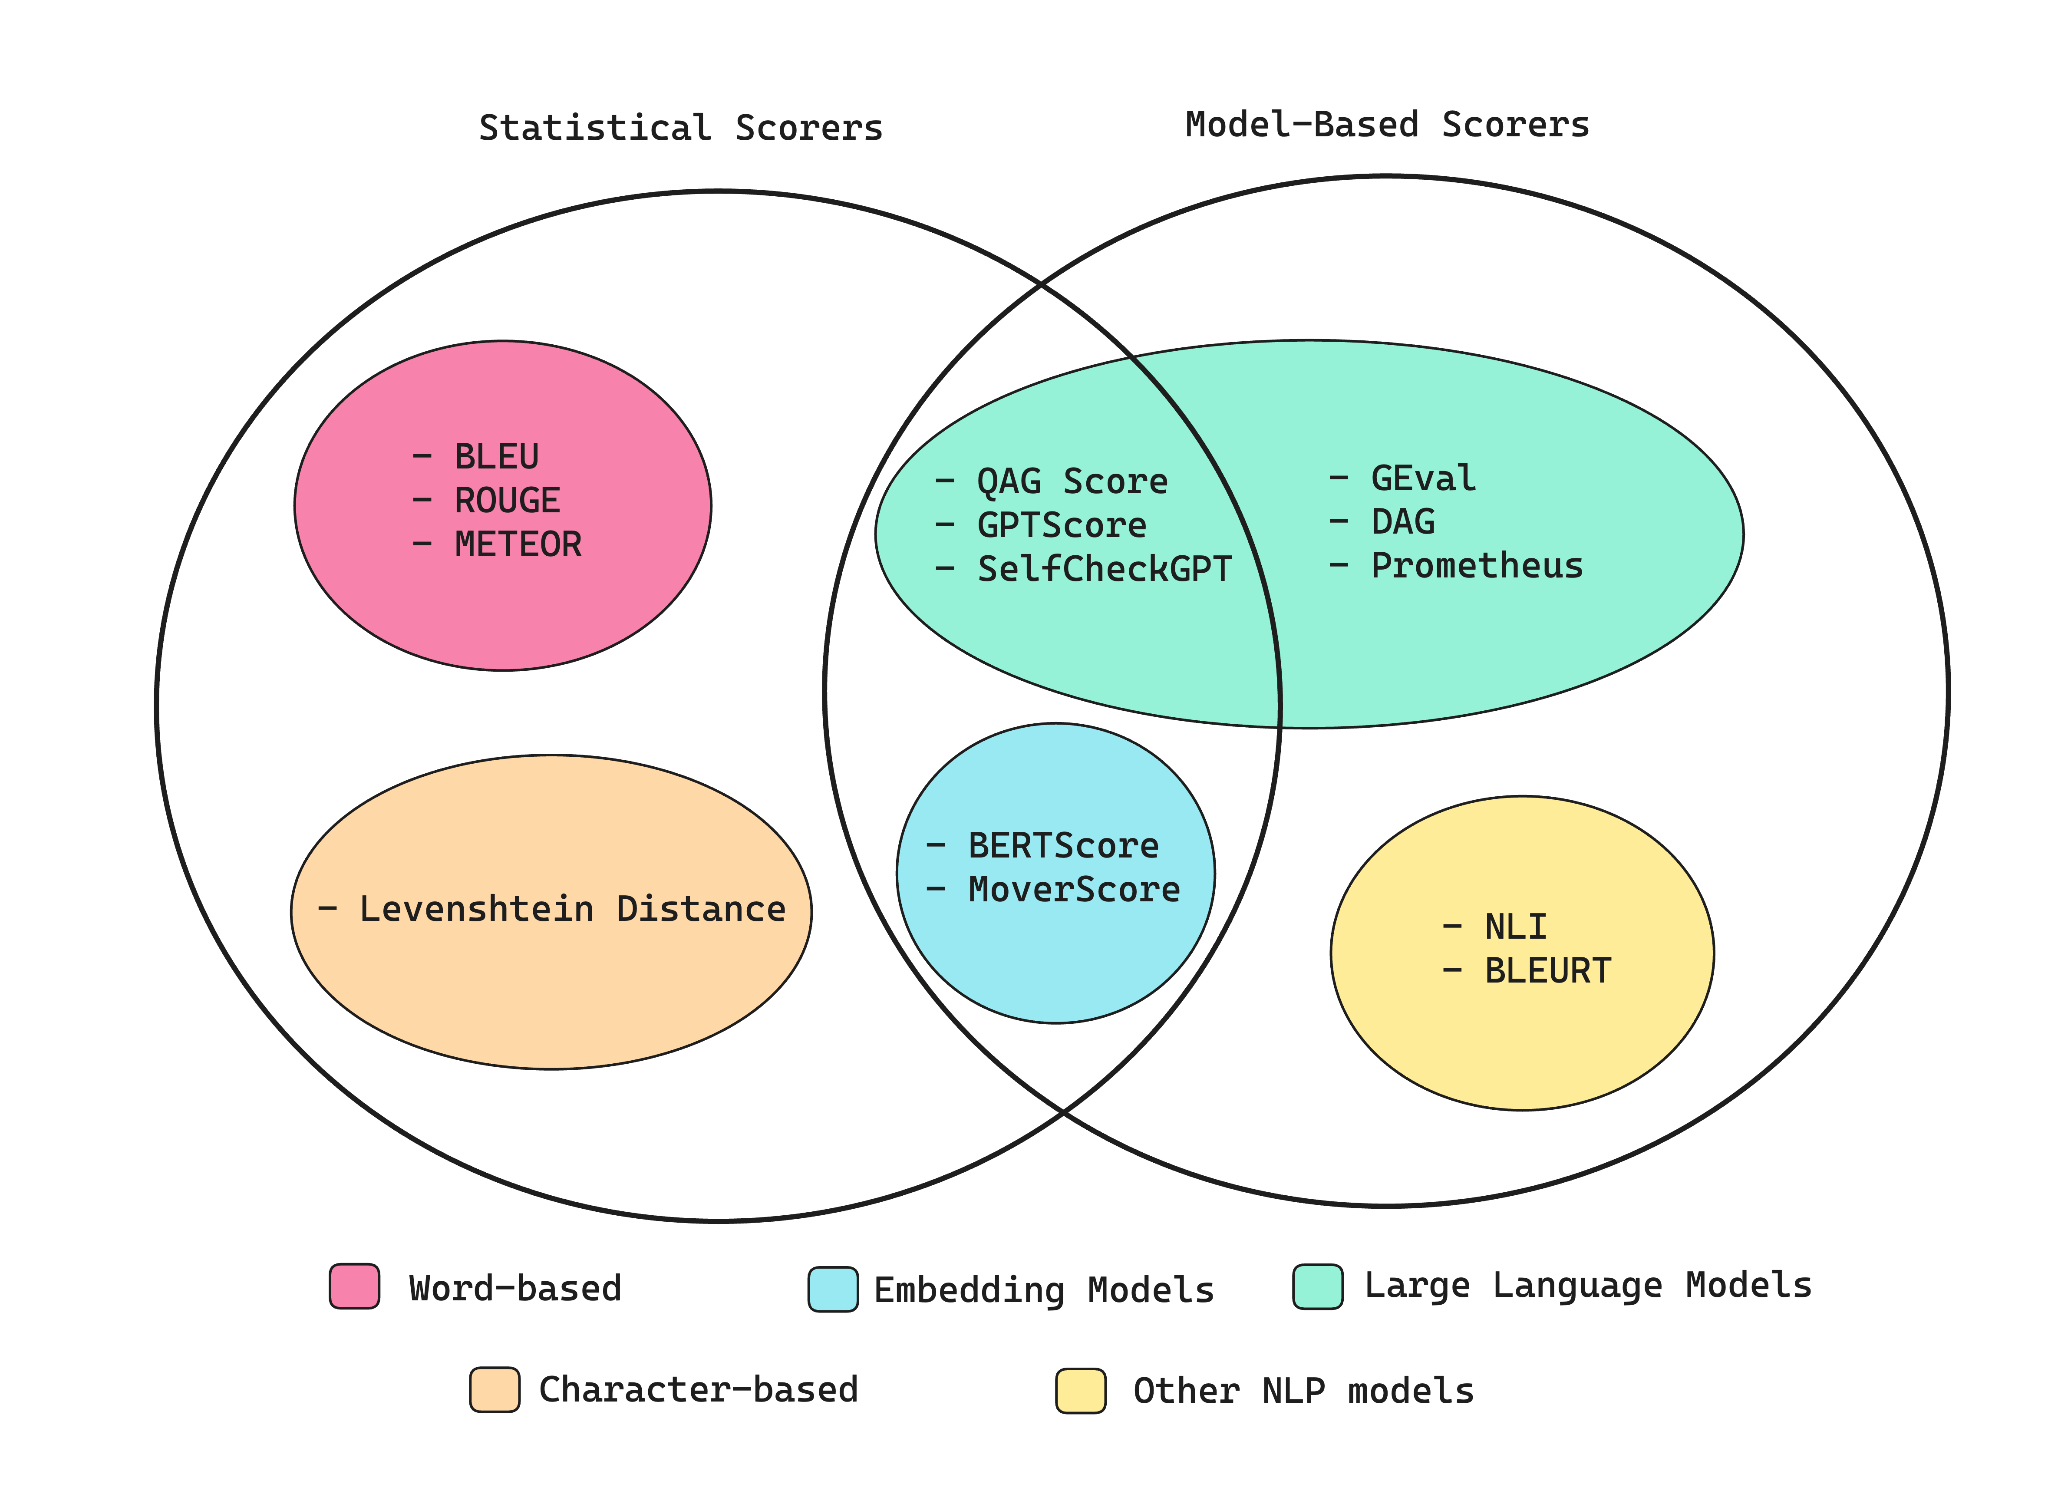 Statistical Scorers
Model-Based Scorers
- BLEU
- ROUGE
- METEOR
- QAG Score
- GPTScore
- SelfCheckGPT
- GEval
- DAG
- Prometheus
- Levenshtein Distance
- BERTScore
- MoverScore
- NLI
- BLEURT
Word-based
Embedding Models
Large Language Models
Character-based
Other NLP models